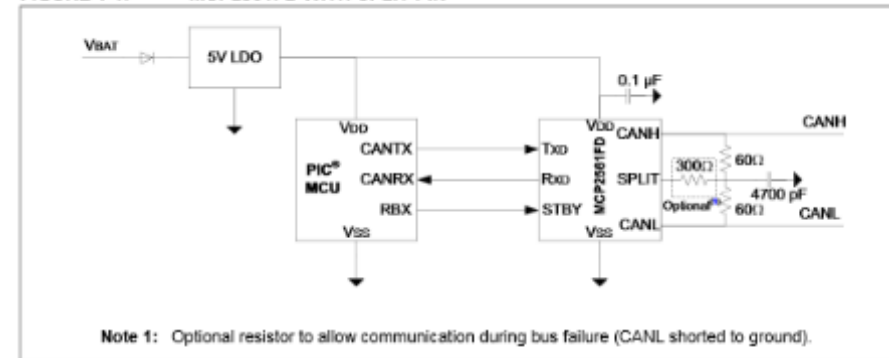 VBAT
5V LDO
0.1 µF
VDD
CANTX
CANRX
RBX
PIC® MCU
VSS
VDD
TXD
RXD
STBY
MCP2561FD
CANH
SPLIT
CANL
VSS
300Ω
Optional(1)
60Ω
60Ω
4700 pF
CANH
CANL
Note 1: Optional resistor to allow communication during bus failure (CANL shorted to ground).